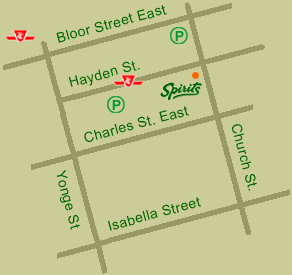 Bloor Street East
P
Hayden St.
P
Spirits
Charles St. East
Church St.
Yonge St
Isabella Street